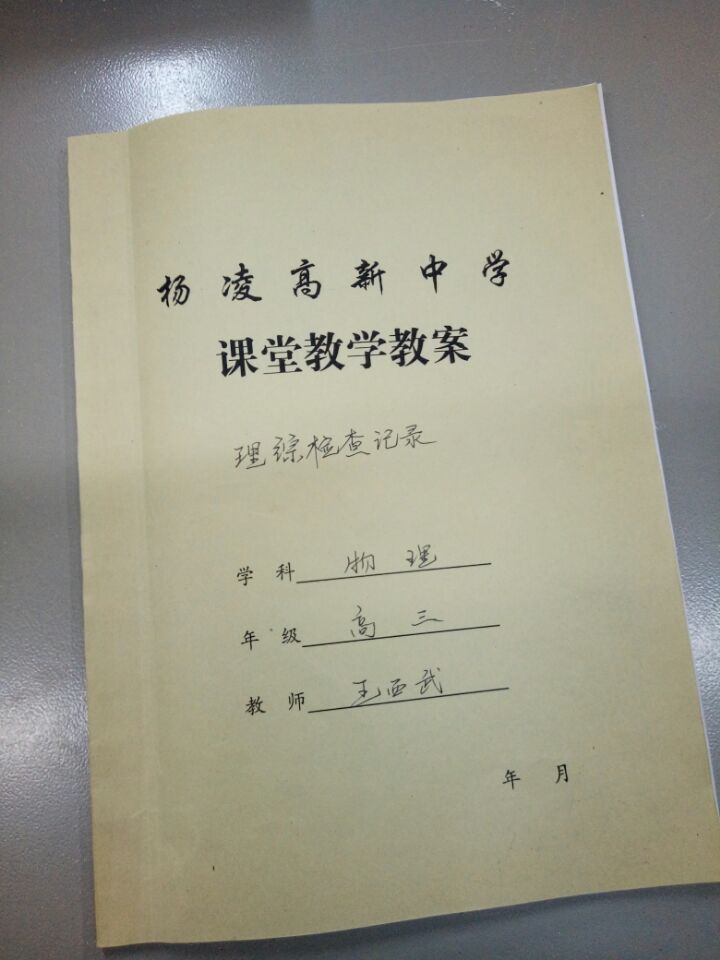 杨凌高新中学
课堂教学教案
理综检查记录
学科 物理
年级 高三
教师 王西武
年 月